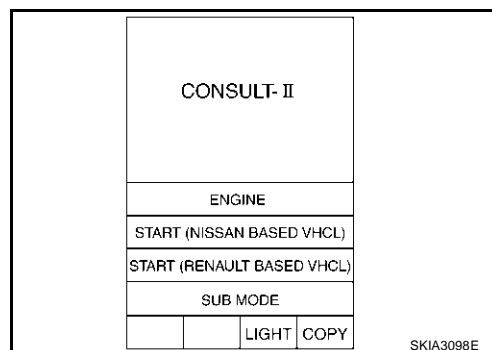 CONSULT- II
ENGINE
START (NISSAN BASED VHCL)
START (RENAULT BASED VHCL)
SUB MODE
LIGHT COPY
SKIA3098E